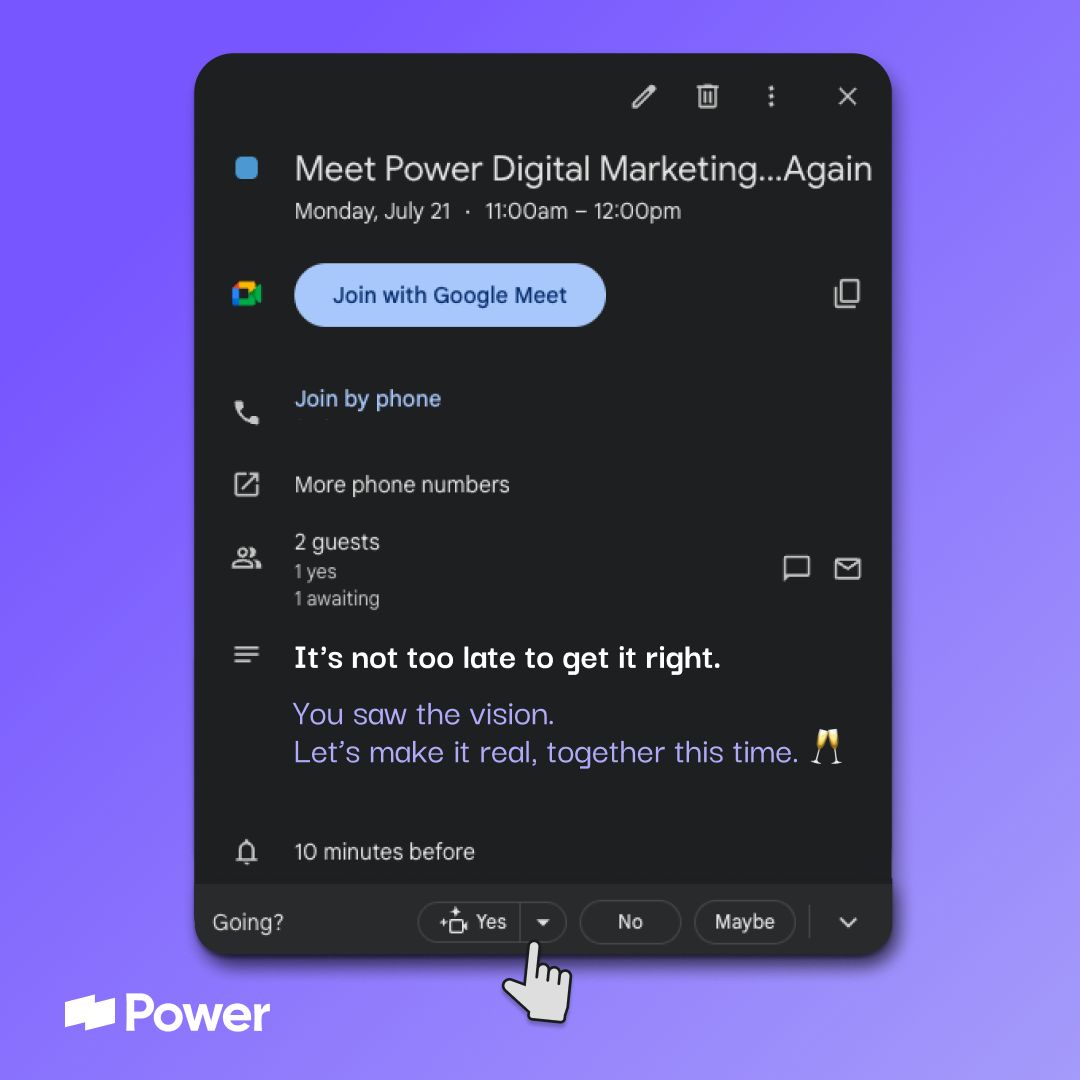 Meet Power Digital Marketing...Again
Monday, July 21 · 11:00am – 12:00pm
Join with Google Meet
Join by phone
More phone numbers
2 guests
1 yes
1 awaiting
It’s not too late to get it right.
You saw the vision.
Let’s make it real, together this time. 🥂
10 minutes before
Going?
Yes
No
Maybe
Power